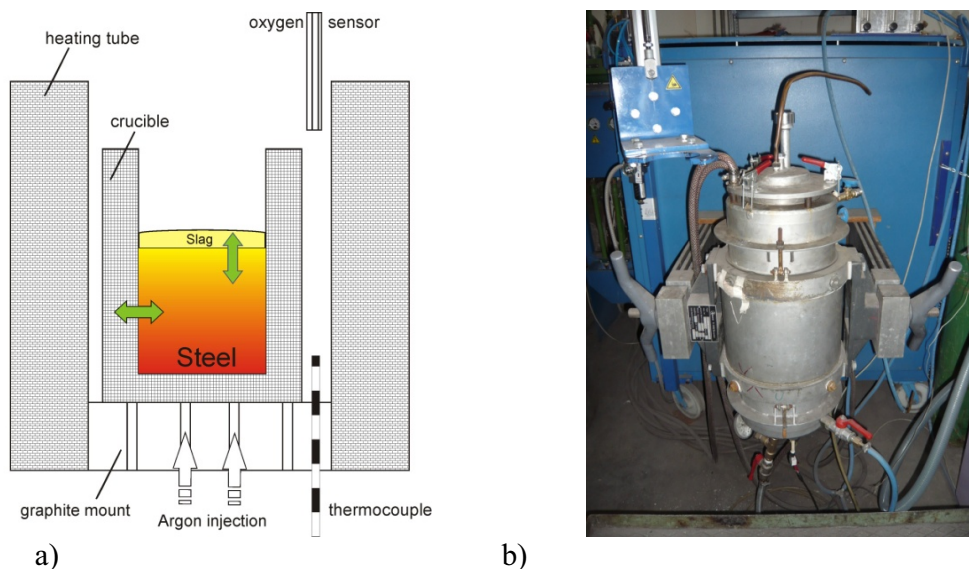 oxygen sensor
heating tube
crucible
Slag
Steel
graphite mount
Argon injection
thermocouple
a)
b)